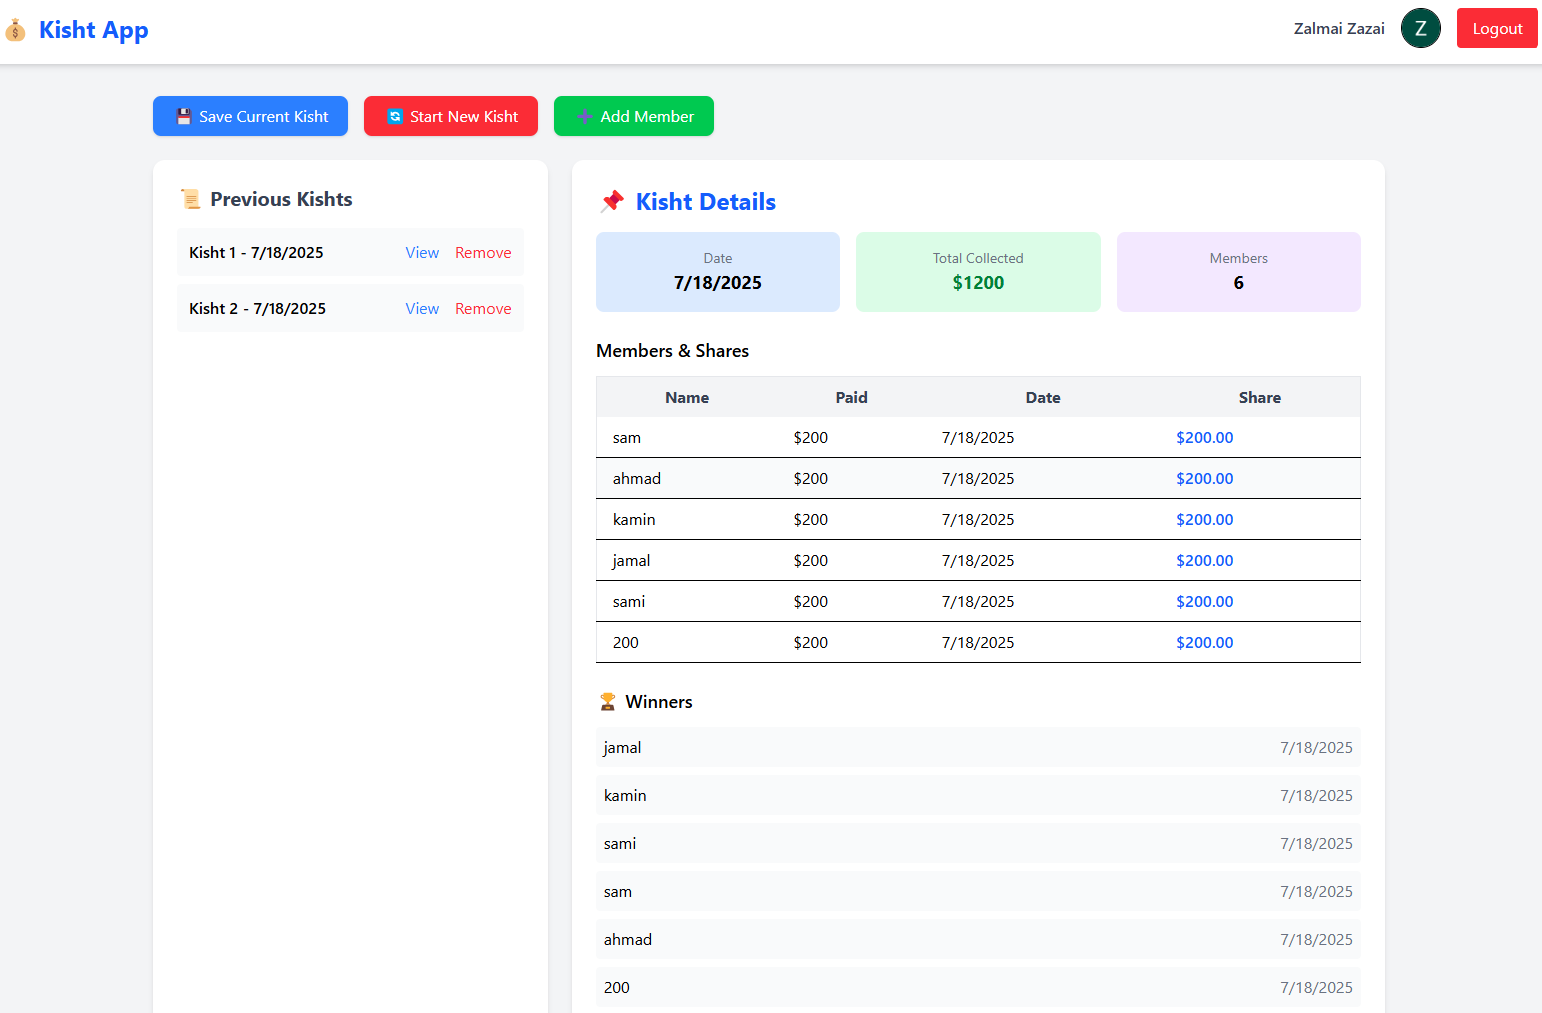 Kisht App
Zalmai Zazai Z Logout
Save Current Kisht Start New Kisht Add Member
Previous Kishts
Kisht 1 - 7/18/2025 View Remove
Kisht 2 - 7/18/2025 View Remove
Kisht Details
Date Total Collected Members
7/18/2025 $1200 6
Members & Shares
Name Paid Date Share
sam $200 7/18/2025 $200.00
ahmad $200 7/18/2025 $200.00
kamin $200 7/18/2025 $200.00
jamal $200 7/18/2025 $200.00
sami $200 7/18/2025 $200.00
200 $200 7/18/2025 $200.00
Winners
jamal 7/18/2025
kamin 7/18/2025
sami 7/18/2025
sam 7/18/2025
ahmad 7/18/2025
200 7/18/2025